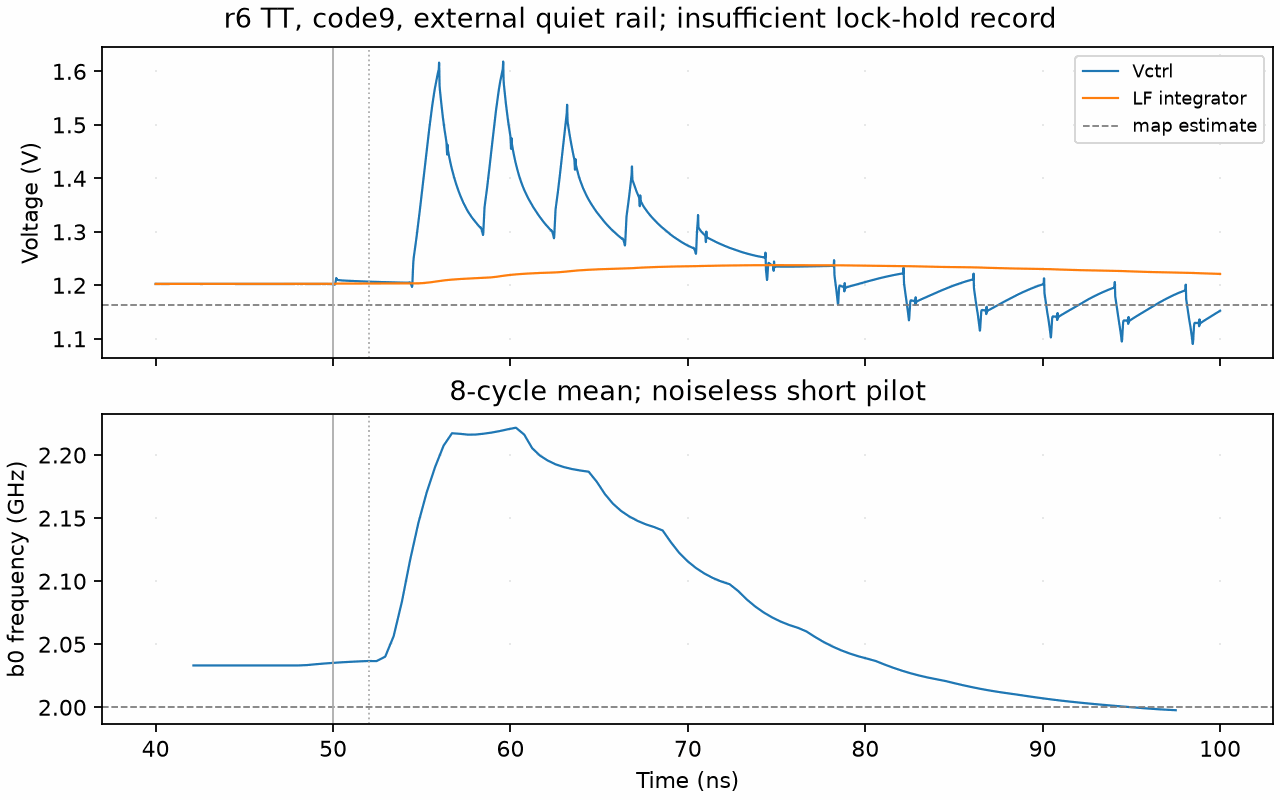 r6 TT, code9, external quiet rail; insufficient lock-hold record
Voltage (V)
1.6
1.5
1.4
1.3
1.2
1.1
Vctrl
LF integrator
map estimate
8-cycle mean; noiseless short pilot
b0 frequency (GHz)
2.20
2.15
2.10
2.05
2.00
40 50 60 70 80 90 100
Time (ns)